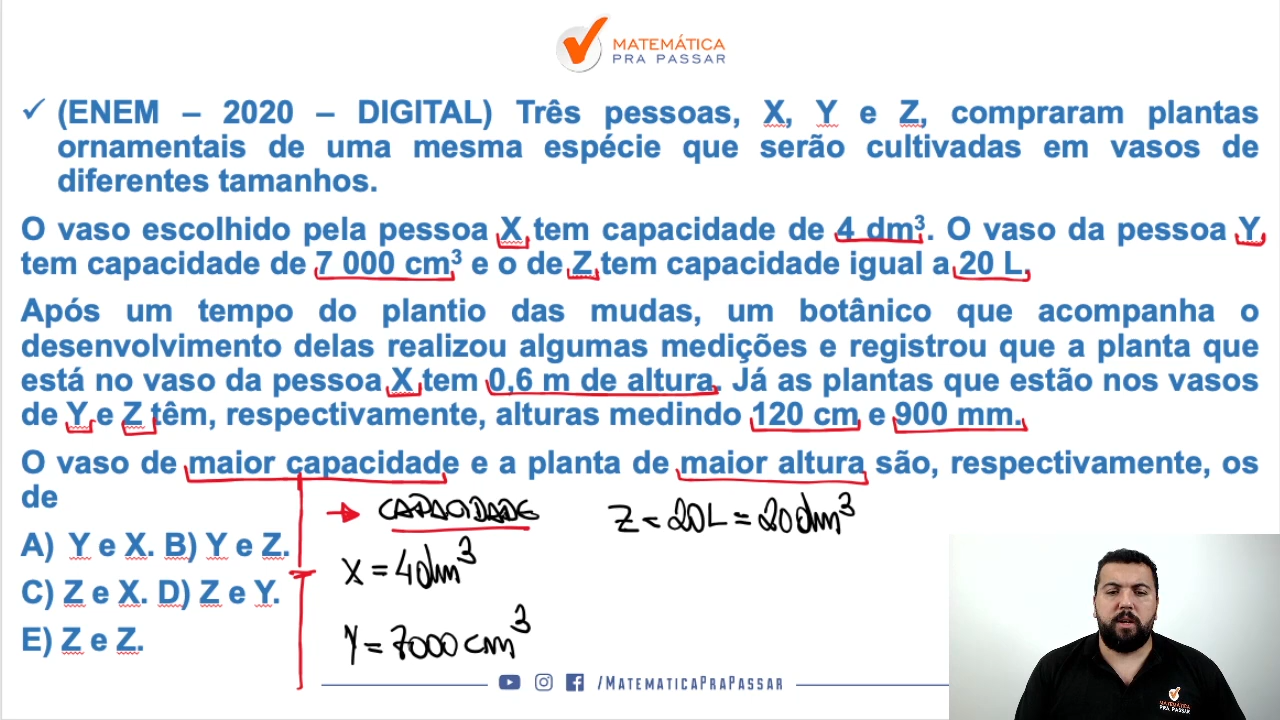 MATEMÁTICA
PRA PASSAR
✓ (ENEM – 2020 – DIGITAL) Três pessoas, X, Y e Z, compraram plantas
ornamentais de uma mesma espécie que serão cultivadas em vasos de
diferentes tamanhos.
O vaso escolhido pela pessoa X tem capacidade de 4 dm³. O vaso da pessoa Y
tem capacidade de 7 000 cm³ e o de Z tem capacidade igual a 20 L.
Após um tempo do plantio das mudas, um botânico que acompanha o
desenvolvimento delas realizou algumas medições e registrou que a planta que
está no vaso da pessoa X tem 0,6 m de altura. Já as plantas que estão nos vasos
de Y e Z têm, respectivamente, alturas medindo 120 cm e 900 mm.
O vaso de maior capacidade e a planta de maior altura são, respectivamente, os
de
A) Y e X. B) Y e Z.
C) Z e X. D) Z e Y.
E) Z e Z.
→ CAPACIDADE
X = 4dm³
Y = 7000cm³
Z = 20L = 20dm³
/MATEMATICAPRAPASSAR
MATEMÁTICA
PRA PASSAR